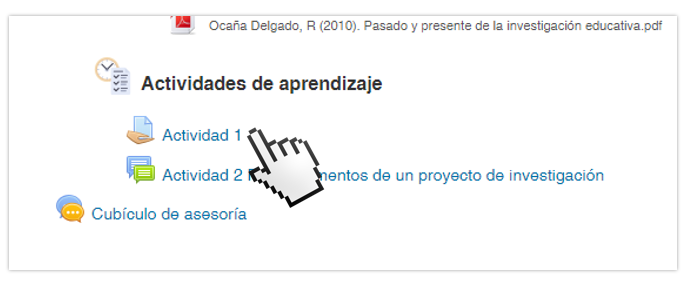 Ocaña Delgado, R (2010). Pasado y presente de la investigación educativa.pdf
Actividades de aprendizaje
Actividad 1
Actividad 2 mentos de un proyecto de investigación
Cubículo de asesoría